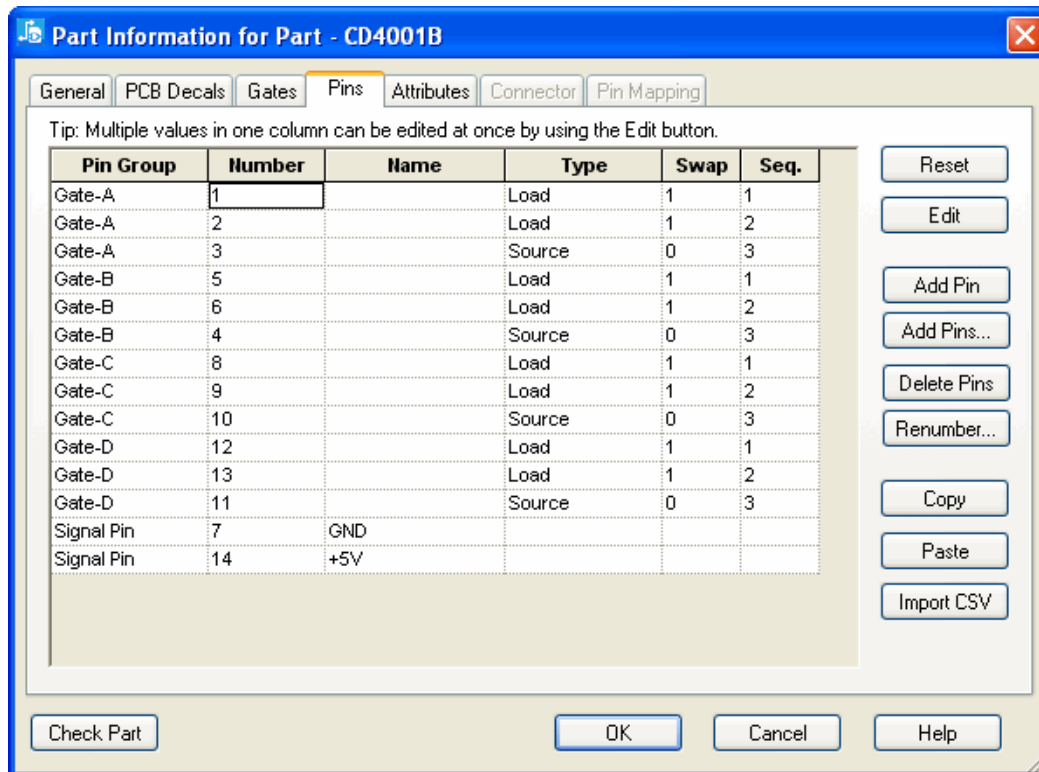 Part Information for Part - CD4001B
General PCB Decals Gates Pins Attributes Connector Pin Mapping
Tip: Multiple values in one column can be edited at once by using the Edit button.
Pin Group Number Name Type Swap Seq.
Gate-A 1 Load 1 1
Gate-A 2 Load 1 2
Gate-A 3 Source 0 3
Gate-B 5 Load 1 1
Gate-B 6 Load 1 2
Gate-B 4 Source 0 3
Gate-C 8 Load 1 1
Gate-C 9 Load 1 2
Gate-C 10 Source 0 3
Gate-D 12 Load 1 1
Gate-D 13 Load 1 2
Gate-D 11 Source 0 3
Signal Pin 7 GND
Signal Pin 14 +5V
Reset
Edit
Add Pin
Add Pins...
Delete Pins
Renumber...
Copy
Paste
Import CSV
Check Part OK Cancel Help